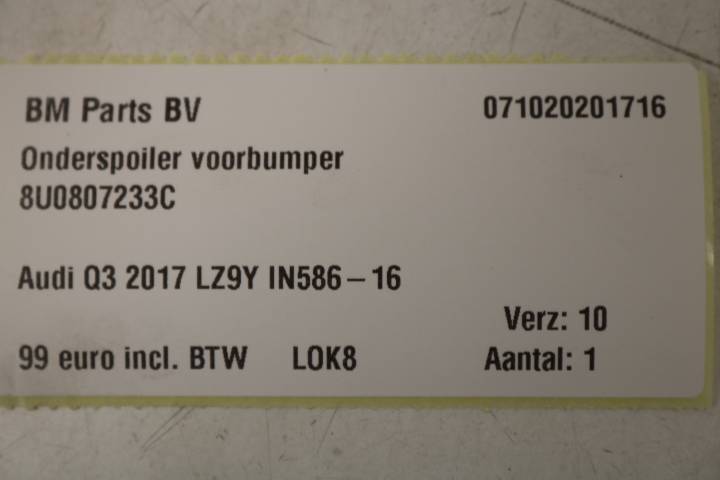 BM Parts BV 071020201716
Onderspoiler voorbumper
8U0807233C
Audi Q3 2017 LZ9Y IN586-16
Verz: 10
99 euro incl. BTW LOK8 Aantal: 1